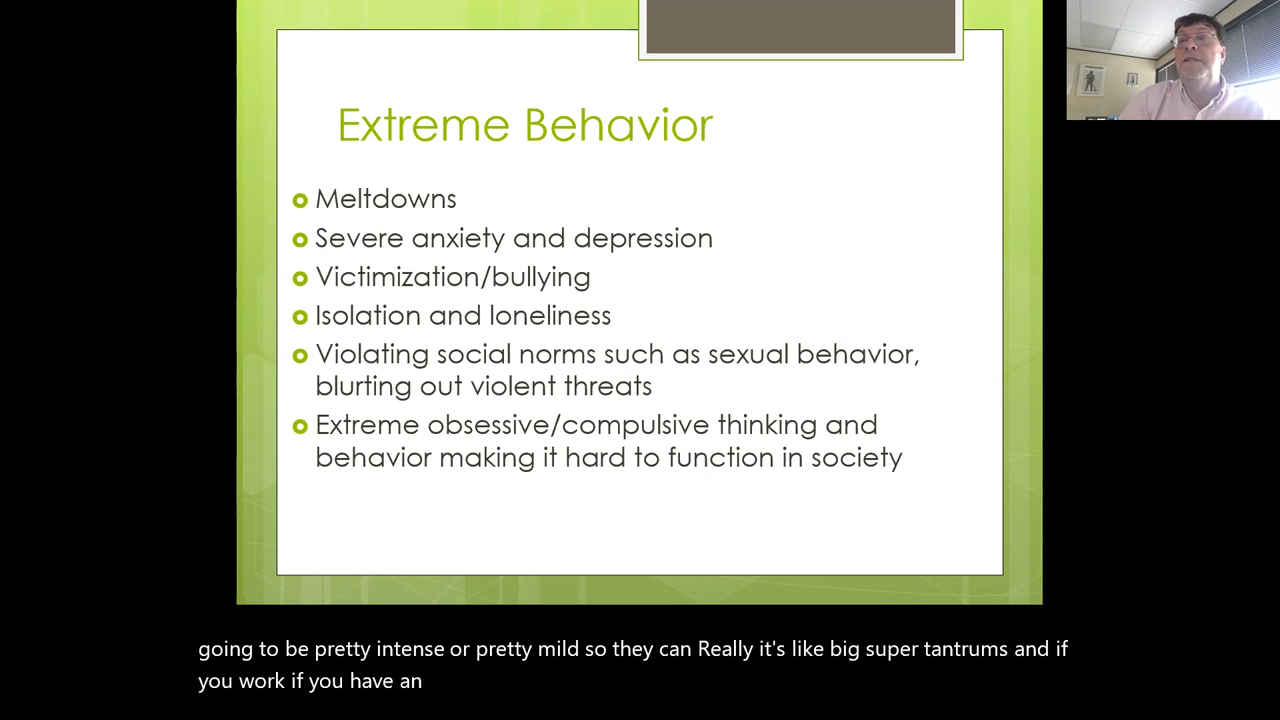 Extreme Behavior
Meltdowns
Severe anxiety and depression
Victimization/bullying
Isolation and loneliness
Violating social norms such as sexual behavior,
blurting out violent threats
Extreme obsessive/compulsive thinking and
behavior making it hard to function in society
going to be pretty intense or pretty mild so they can Really it's like big super tantrums and if
you work if you have an